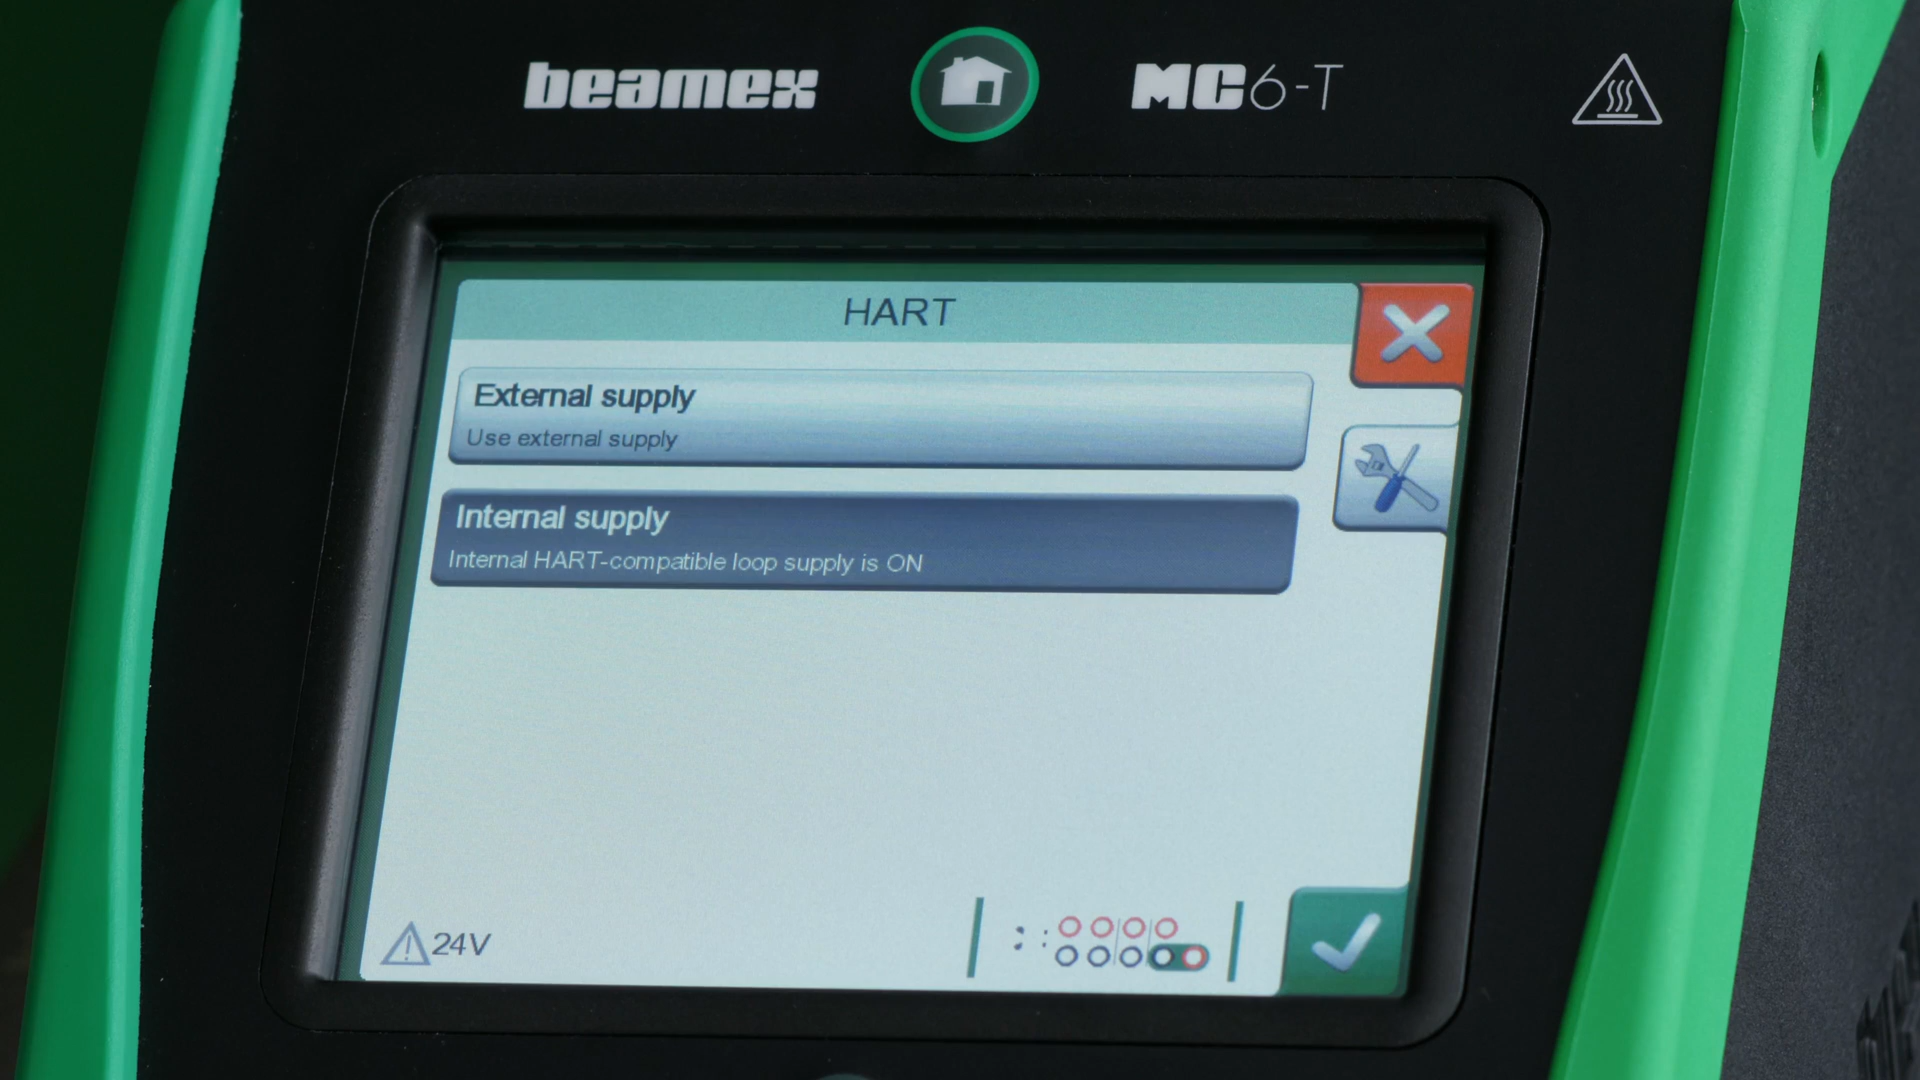 beamex
MC6-T
HART
External supply
Use external supply
Internal supply
Internal HART-compatible loop supply is ON
24V